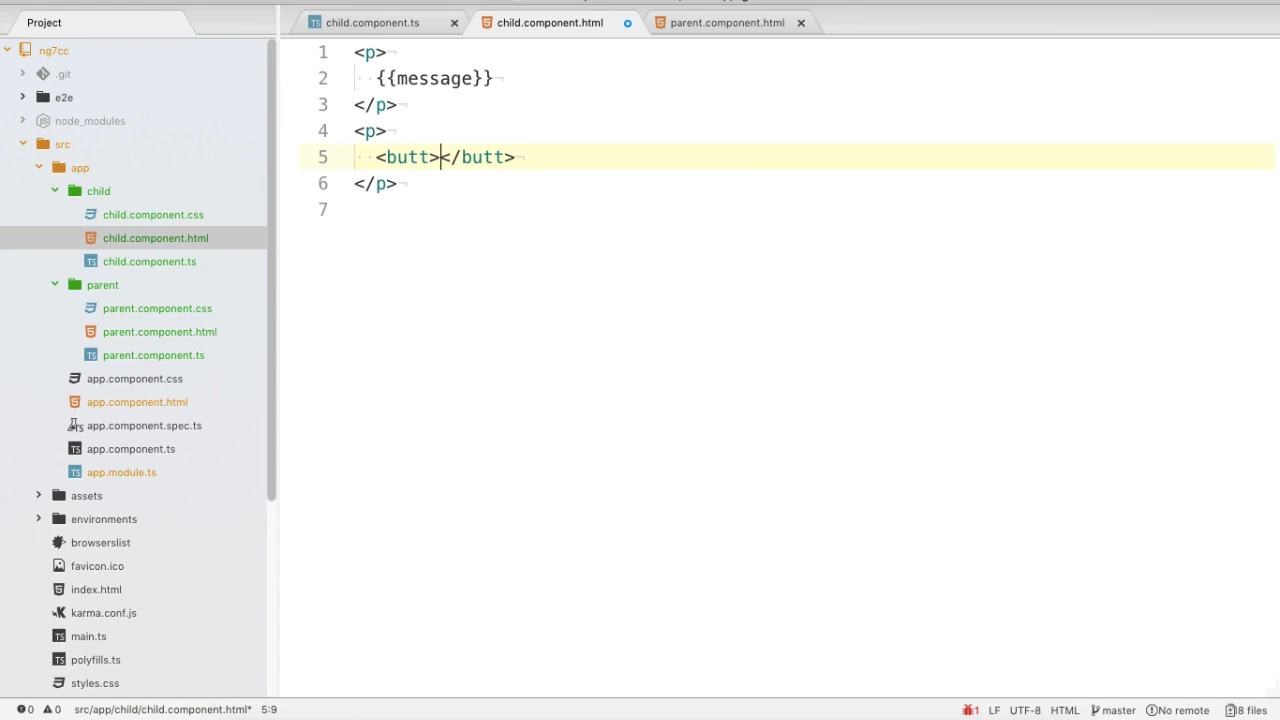 Project
child.component.ts
child.component.html
parent.component.html
ng7cc
.git
e2e
node_modules
src
app
child
child.component.css
child.component.html
child.component.ts
parent
parent.component.css
parent.component.html
parent.component.ts
app.component.css
app.component.html
app.component.spec.ts
app.component.ts
app.module.ts
assets
environments
browserslist
favicon.ico
index.html
karma.conf.js
main.ts
polyfills.ts
styles.css
1 <p>
2 {{message}}
3 </p>
4 <p>
5 <butt></butt>
6 </p>
7
0 0 src/app/child/child.component.html* 5:9
1 LF UTF-8 HTML master No remote 8 files